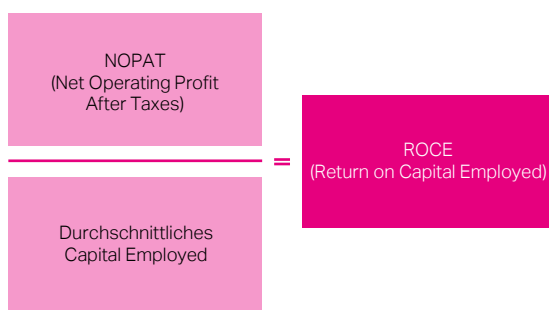 NOPAT
(Net Operating Profit
After Taxes)
=
ROCE
(Return on Capital Employed)
Durchschnittliches
Capital Employed